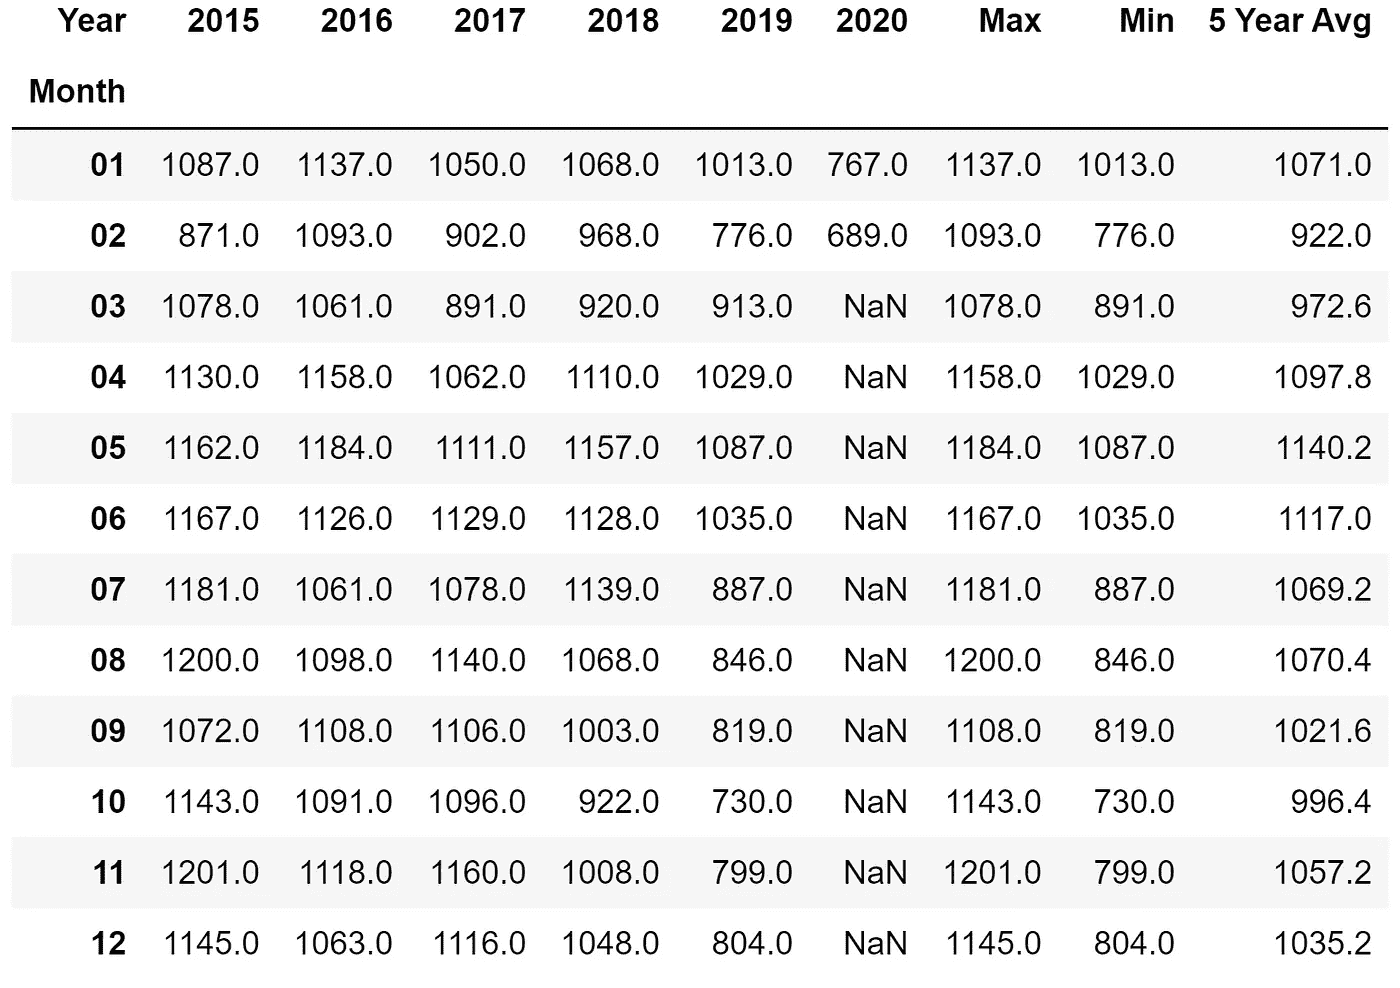 Year 2015 2016 2017 2018 2019 2020 Max Min 5 Year Avg
Month
01 1087.0 1137.0 1050.0 1068.0 1013.0 767.0 1137.0 1013.0 1071.0
02 871.0 1093.0 902.0 968.0 776.0 689.0 1093.0 776.0 922.0
03 1078.0 1061.0 891.0 920.0 913.0 NaN 1078.0 891.0 972.6
04 1130.0 1158.0 1062.0 1110.0 1029.0 NaN 1158.0 1029.0 1097.8
05 1162.0 1184.0 1111.0 1157.0 1087.0 NaN 1184.0 1087.0 1140.2
06 1167.0 1126.0 1129.0 1128.0 1035.0 NaN 1167.0 1035.0 1117.0
07 1181.0 1061.0 1078.0 1139.0 887.0 NaN 1181.0 887.0 1069.2
08 1200.0 1098.0 1140.0 1068.0 846.0 NaN 1200.0 846.0 1070.4
09 1072.0 1108.0 1106.0 1003.0 819.0 NaN 1108.0 819.0 1021.6
10 1143.0 1091.0 1096.0 922.0 730.0 NaN 1143.0 730.0 996.4
11 1201.0 1118.0 1160.0 1008.0 799.0 NaN 1201.0 799.0 1057.2
12 1145.0 1063.0 1116.0 1048.0 804.0 NaN 1145.0 804.0 1035.2